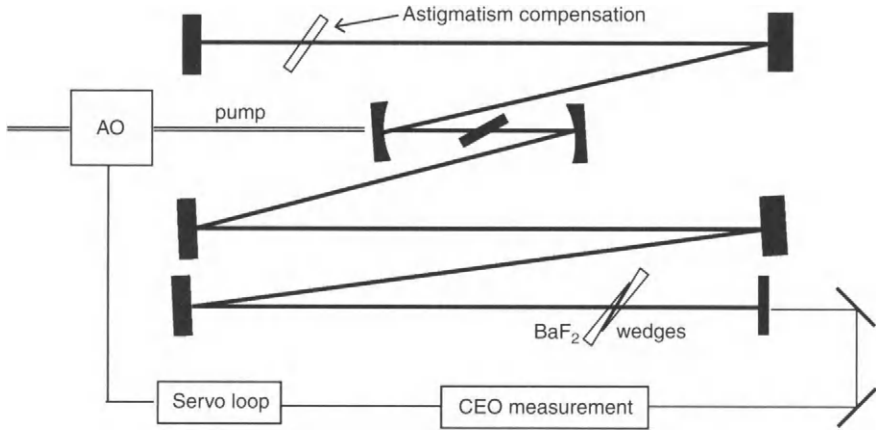 Astigmatism compensation
AO
pump
BaF₂ wedges
Servo loop
CEO measurement